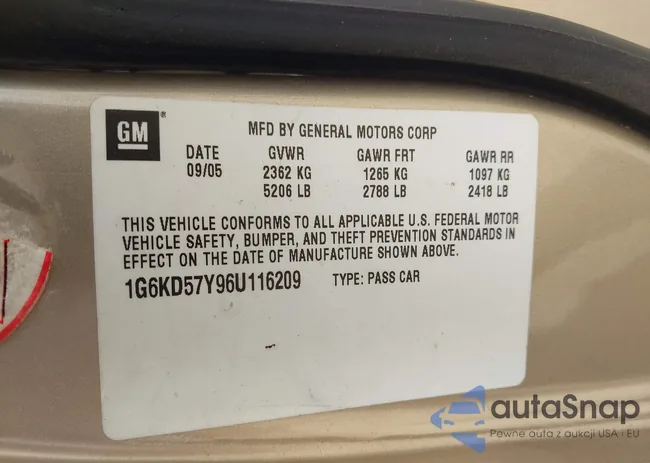 GM ®
MFD BY GENERAL MOTORS CORP
DATE GVWR GAWR FRT GAWR RR
09/05 2362 KG 1265 KG 1097 KG
5206 LB 2788 LB 2418 LB
THIS VEHICLE CONFORMS TO ALL APPLICABLE U.S. FEDERAL MOTOR
VEHICLE SAFETY, BUMPER, AND THEFT PREVENTION STANDARDS IN
EFFECT ON THE DATE OF MANUFACTURE SHOWN ABOVE.
1G6KD57Y96U116209 TYPE: PASS CAR
autaSnap
Pewne auta z aukcji USA i EU